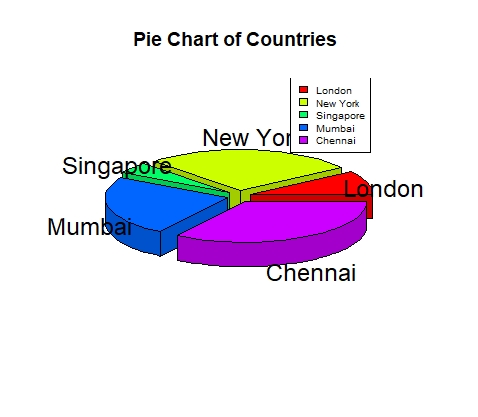 Pie Chart of Countries
London
New York
Singapore
Mumbai
Chennai
New Yor
Singapore
London
Mumbai
Chennai